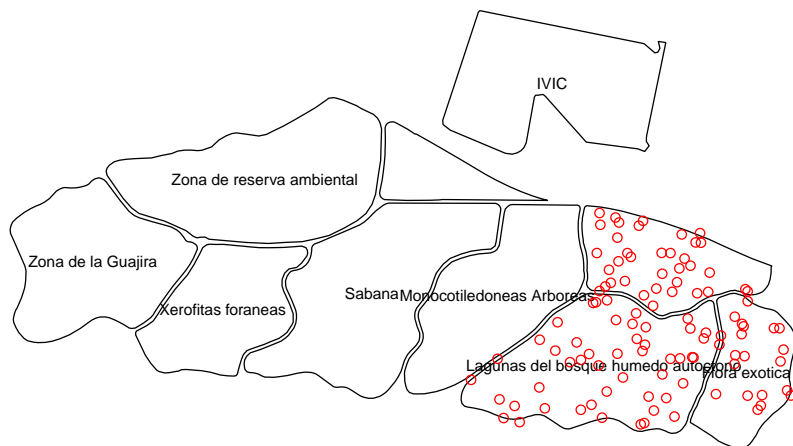 IVIC
Zona de reserva ambiental
Zona de la Guajira
Xerofitas foraneas
Sabana
Monocotiledoneas Arboreas
Lagunas del bosque humedo autoctono
Flora exotica